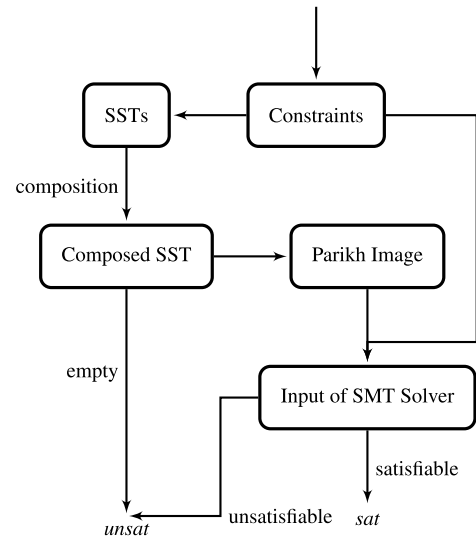 SSTs
Constraints
composition
Composed SST
Parikh Image
empty
Input of SMT Solver
satisfiable
unsatisfiable
unsat
sat